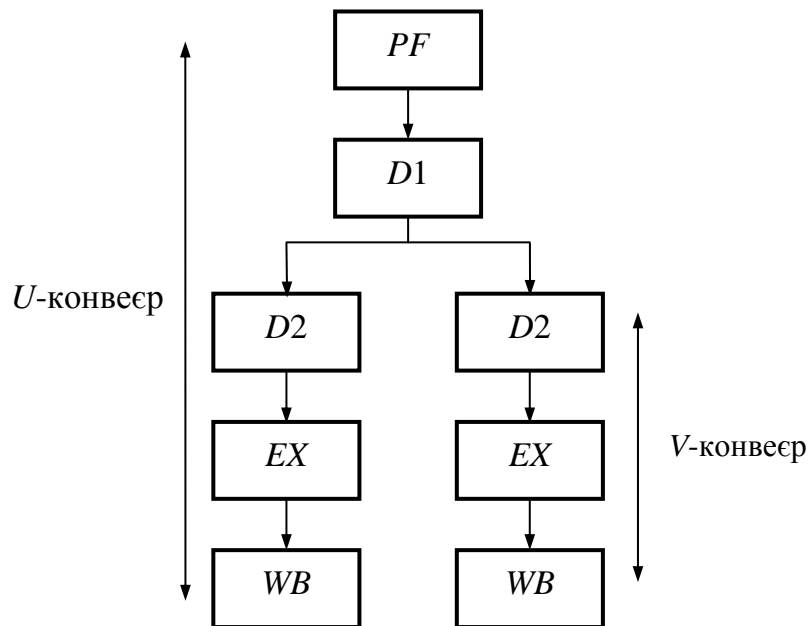 PF
D1
U-конвеєр
D2 D2
EX EX
V-конвеєр
WB WB